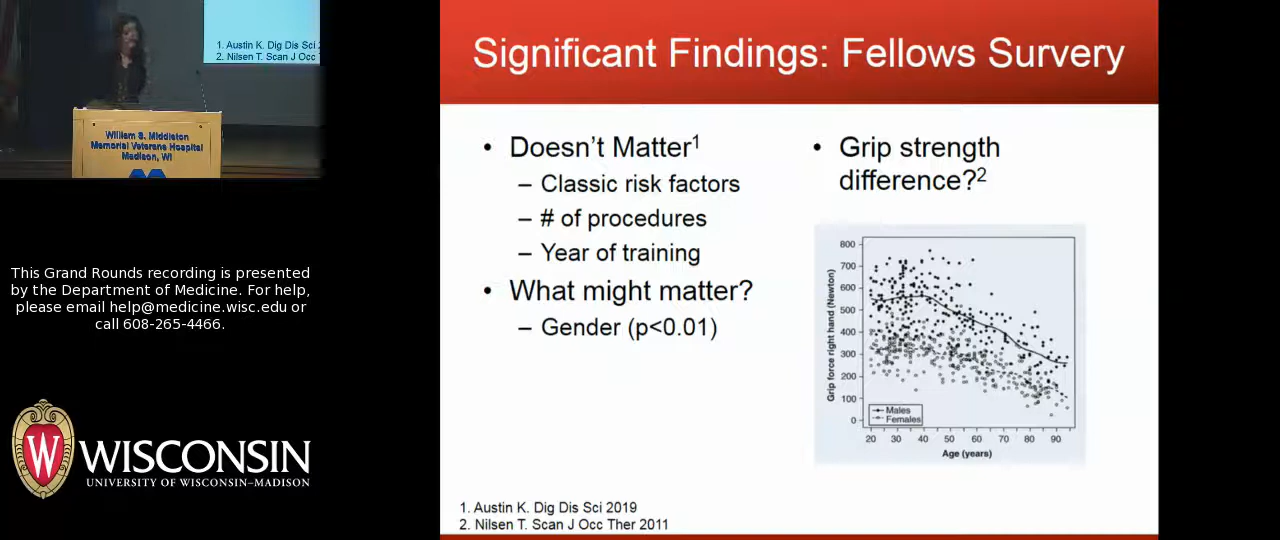 1. Austin K. Dig Dis Sci
2. Nilsen T. Scan J Occ
William S. Middleton
Memorial Veterans Hospital
Madison, WI
This Grand Rounds recording is presented
by the Department of Medicine. For help,
please email help@medicine.wisc.edu or
call 608-265-4466.
W
WISCONSIN
UNIVERSITY OF WISCONSIN–MADISON
Significant Findings: Fellows Survery
• Doesn't Matter1
– Classic risk factors
– # of procedures
– Year of training
• What might matter?
– Gender (p<0.01)
• Grip strength
difference?2
Grip force right hand (Newton)
800
700
600
500
400
300
200
100
0
Males
Females
20 30 40 50 60 70 80 90
Age (years)
1. Austin K. Dig Dis Sci 2019
2. Nilsen T. Scan J Occ Ther 2011